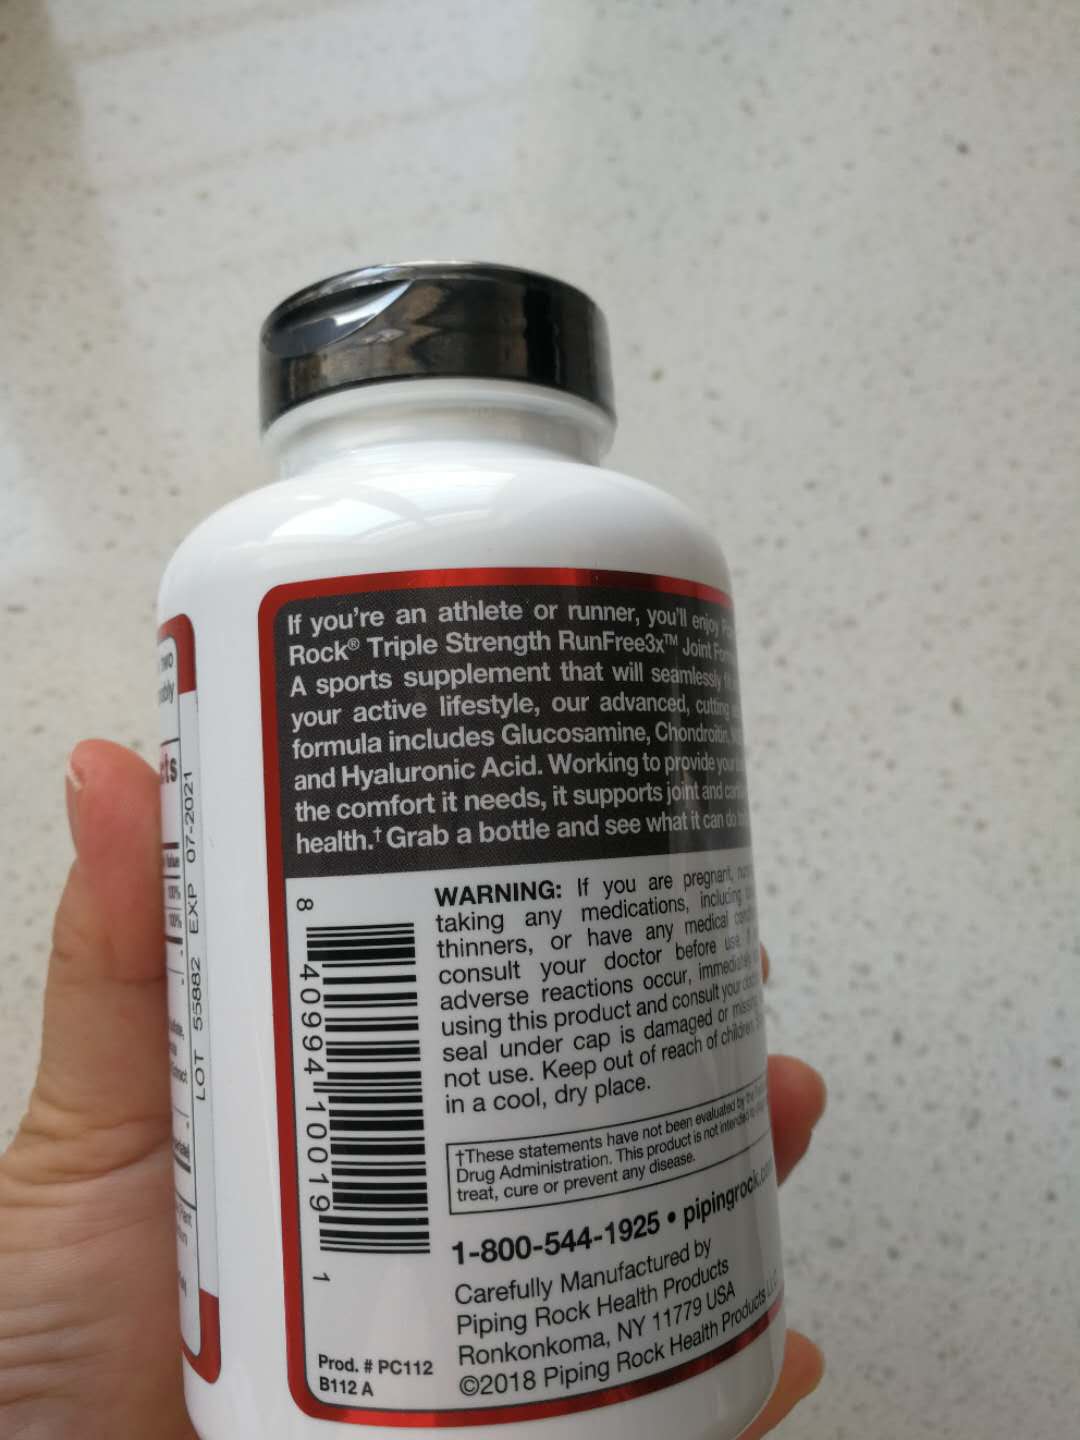 If you're an athlete or runner, you'll enjoy
Rock® Triple Strength RunFree3x™ Joint
A sports supplement that will seamlessly
your active lifestyle, our advanced, cutting
formula includes Glucosamine, Chondroitin,
and Hyaluronic Acid. Working to provide your
the comfort it needs, it supports joint and
health.† Grab a bottle and see what it can do
WARNING: If you are pregnant,
taking any medications, including
thinners, or have any medical
consult your doctor before use. If
adverse reactions occur, immediately
using this product and consult your doctor
seal under cap is damaged or missing
not use. Keep out of reach of children.
in a cool, dry place.
†These statements have not been evaluated by the
Drug Administration. This product is not intended to
treat, cure or prevent any disease.
1-800-544-1925 • pipingrock.com
Carefully Manufactured by
Piping Rock Health Products
Ronkonkoma, NY 11779 USA
©2018 Piping Rock Health Products LLC
8 40994 10019 1
Prod. # PC112
B112 A
LOT 55882 EXP 07-2021
two
100%
100%